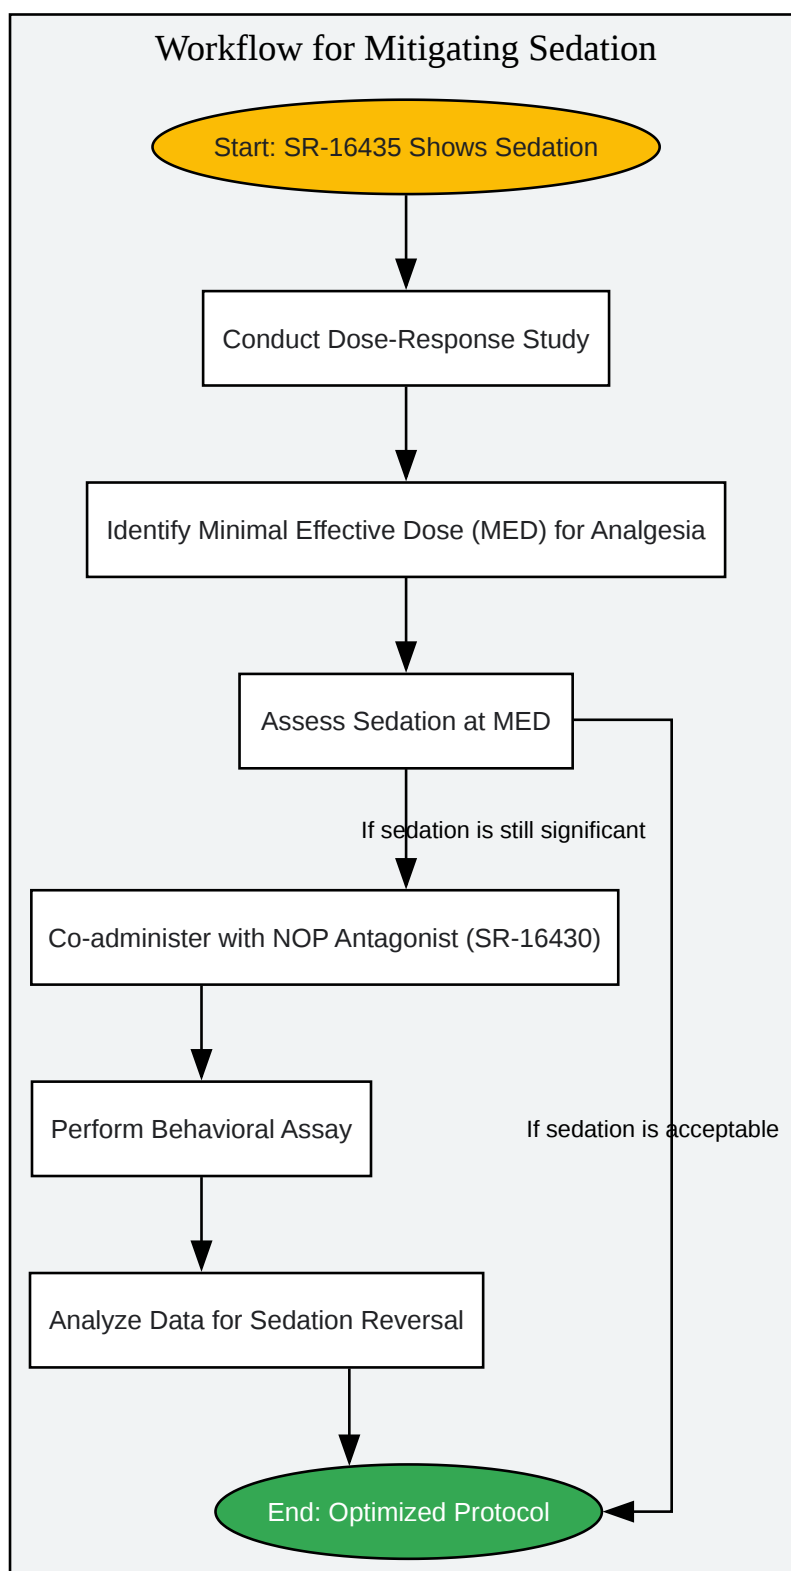 Workflow for Mitigating Sedation
Start: SR-16435 Shows Sedation
Conduct Dose-Response Study
Identify Minimal Effective Dose (MED) for Analgesia
Assess Sedation at MED
If sedation is still significant
Co-administer with NOP Antagonist (SR-16430)
Perform Behavioral Assay
If sedation is acceptable
Analyze Data for Sedation Reversal
End: Optimized Protocol